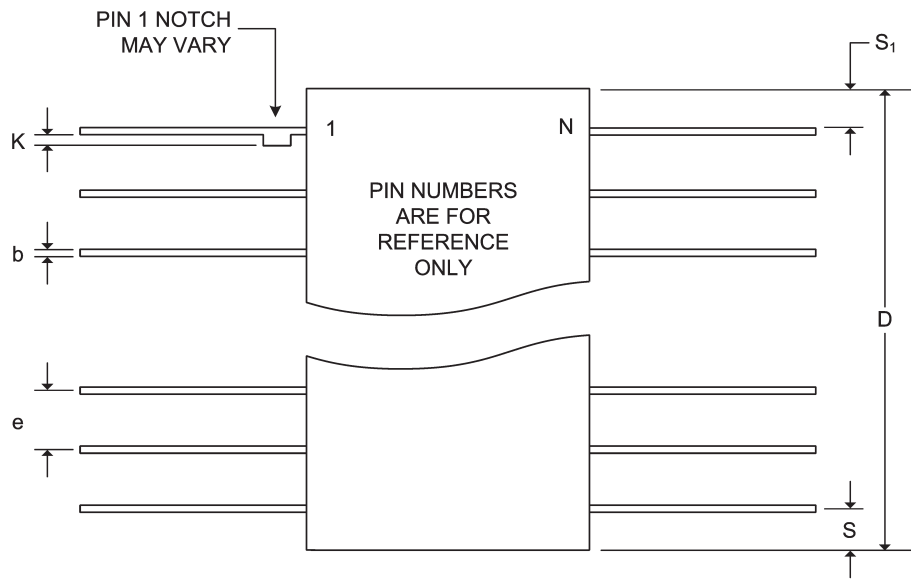 PIN 1 NOTCH
MAY VARY
S₁
K
1
N
PIN NUMBERS
ARE FOR
REFERENCE
ONLY
b
D
e
S